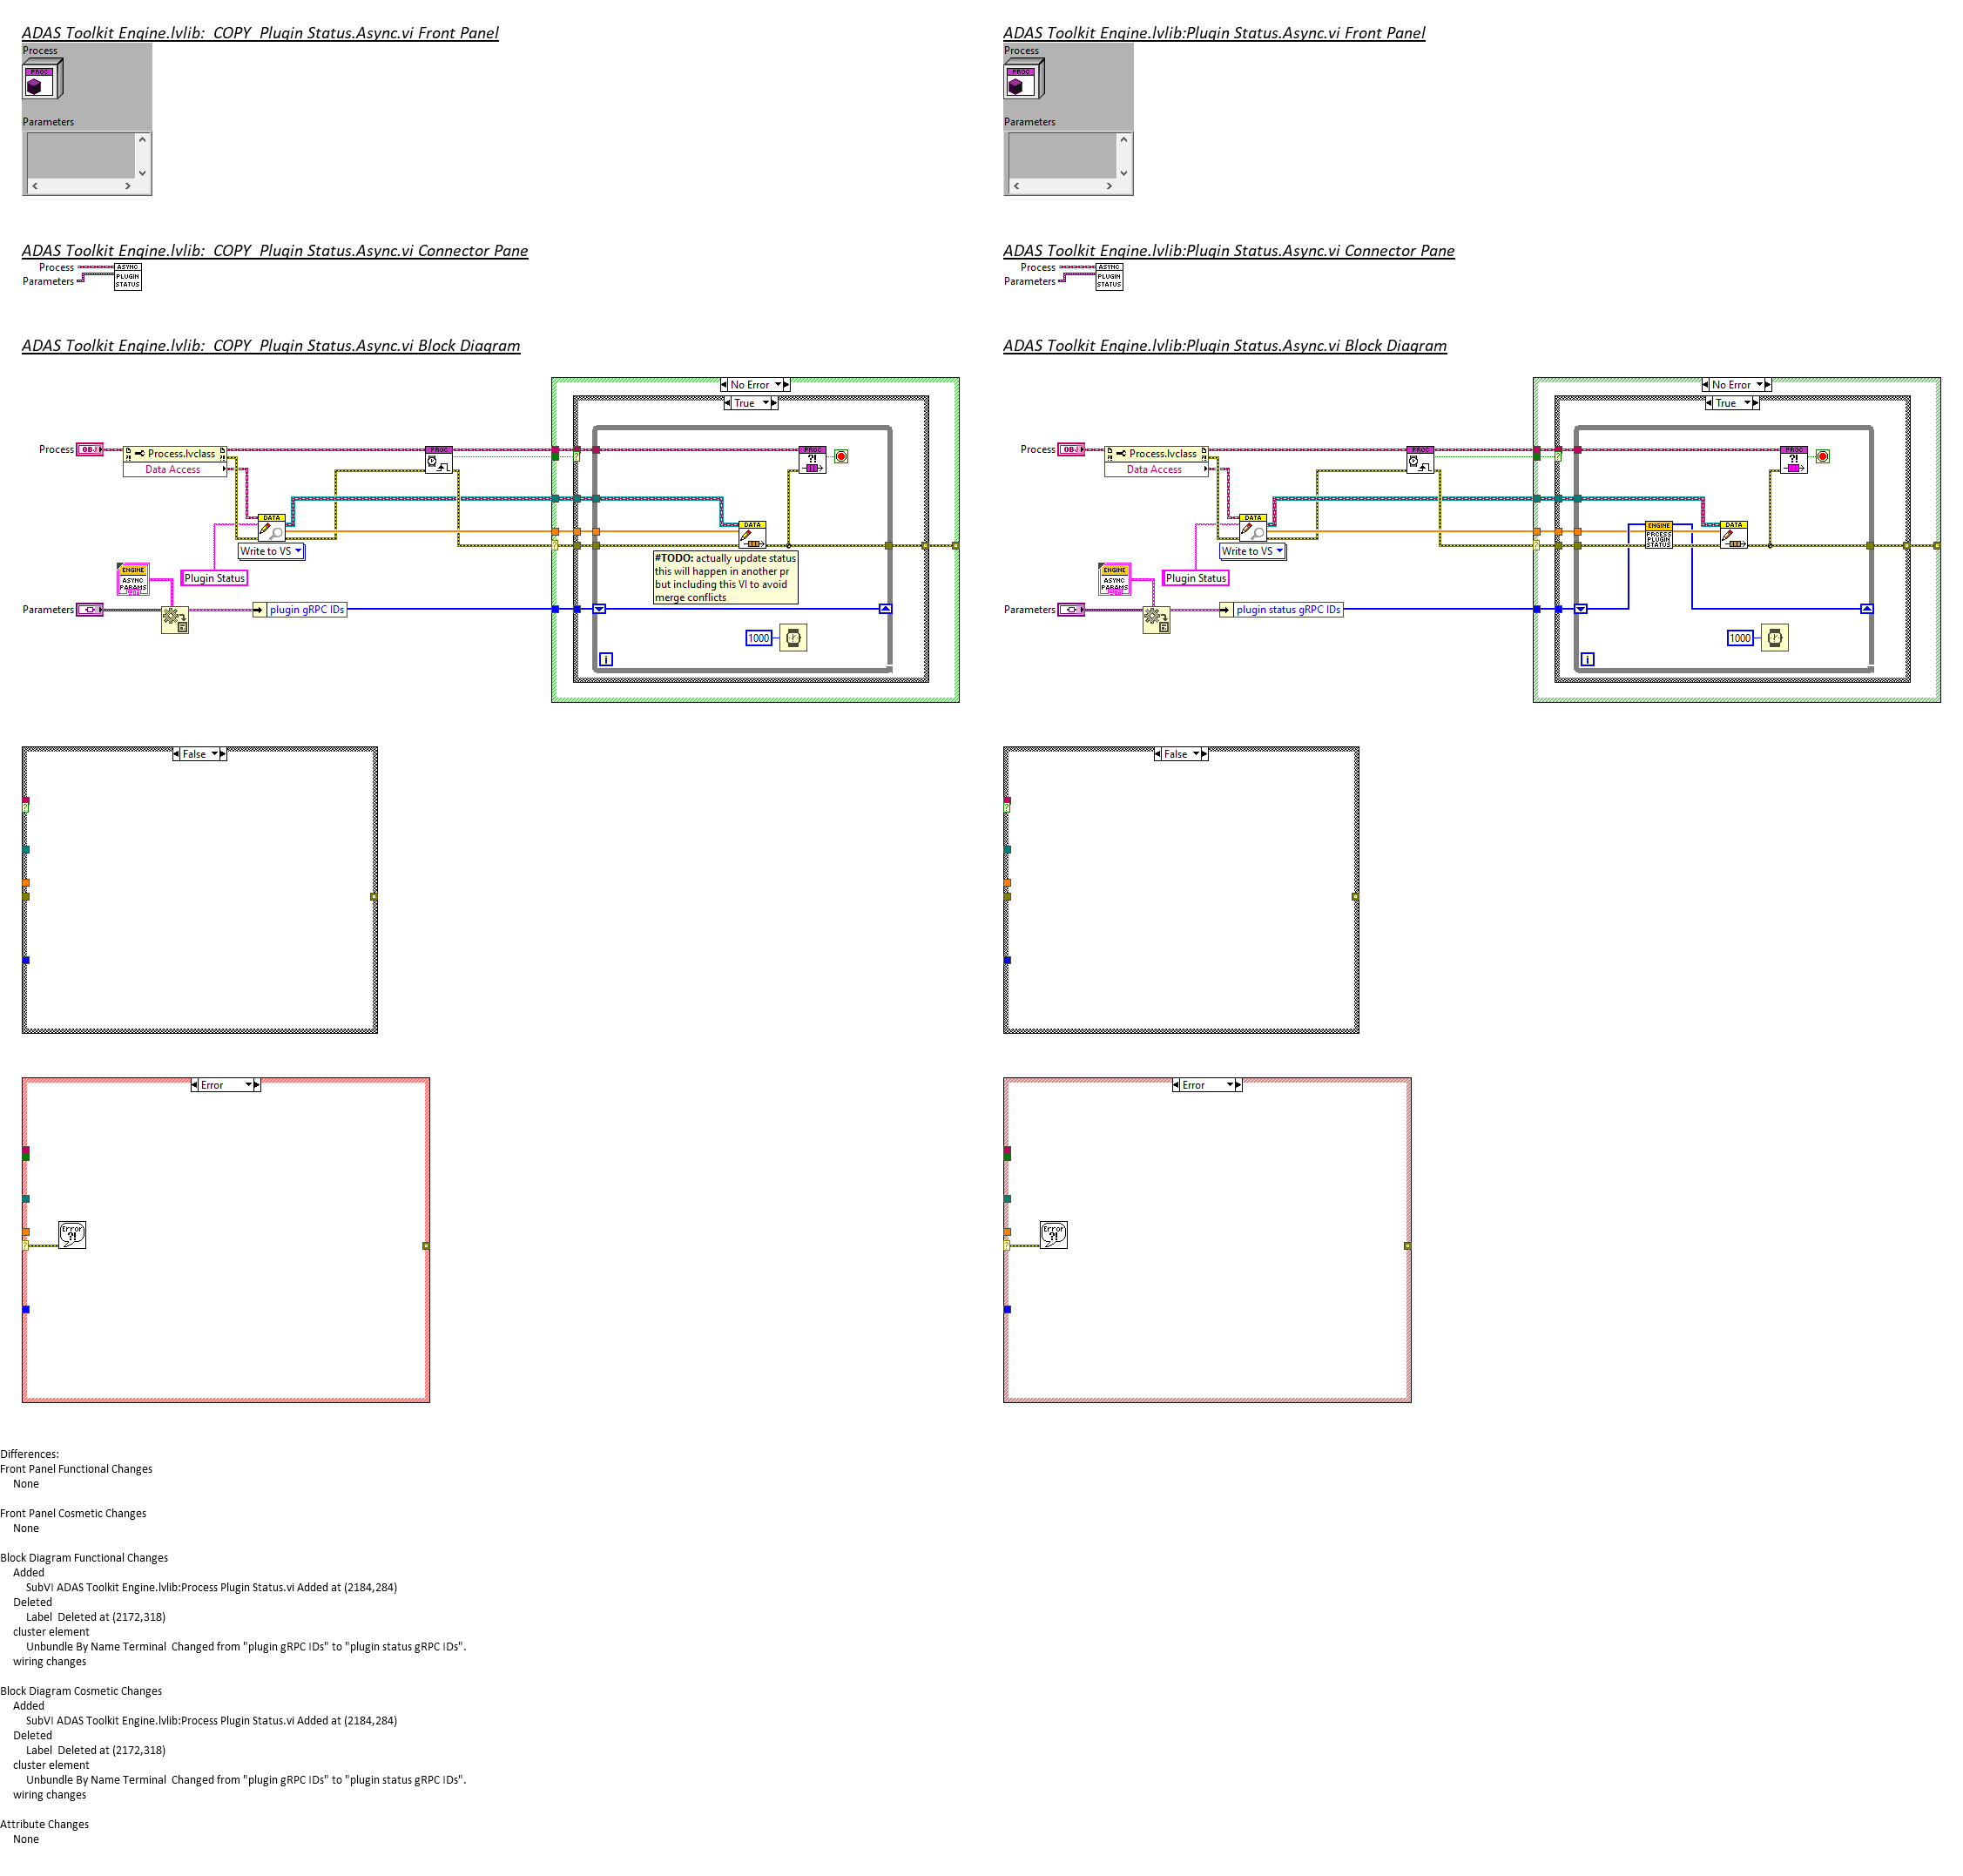 ADAS Toolkit Engine.lvlib:  COPY  Plugin Status.Async.vi Front Panel
Process
PROC
Parameters
ADAS Toolkit Engine.lvlib:  COPY  Plugin Status.Async.vi Connector Pane
Process
Parameters
ASYNC
PLUGIN
STATUS
ADAS Toolkit Engine.lvlib:  COPY  Plugin Status.Async.vi Block Diagram
No Error
True
Process
OBJ
Process.lvclass
Data Access
PROC
PROC
?!
DATA
Write to VS
DATA
#TODO: actually update status
this will happen in another pr
but including this VI to avoid
merge conflicts
ENGINE
ASYNC
PARAMS
Plugin Status
Parameters
plugin gRPC IDs
1000
i
False
?
Error
Error
?!
?
ADAS Toolkit Engine.lvlib:Plugin Status.Async.vi Front Panel
Process
PROC
Parameters
ADAS Toolkit Engine.lvlib:Plugin Status.Async.vi Connector Pane
Process
Parameters
ASYNC
PLUGIN
STATUS
ADAS Toolkit Engine.lvlib:Plugin Status.Async.vi Block Diagram
No Error
True
Process
OBJ
Process.lvclass
Data Access
PROC
PROC
?!
DATA
Write to VS
ENGINE
PRCESS
PLUGIN
STATUS
DATA
ENGINE
ASYNC
PARAMS
Plugin Status
Parameters
plugin status gRPC IDs
1000
i
False
?
Error
Error
?!
?
Differences:
Front Panel Functional Changes
None
Front Panel Cosmetic Changes
None
Block Diagram Functional Changes
Added
SubVI ADAS Toolkit Engine.lvlib:Process Plugin Status.vi Added at (2184,284)
Deleted
Label  Deleted at (2172,318)
cluster element
Unbundle By Name Terminal  Changed from "plugin gRPC IDs" to "plugin status gRPC IDs".
wiring changes
Block Diagram Cosmetic Changes
Added
SubVI ADAS Toolkit Engine.lvlib:Process Plugin Status.vi Added at (2184,284)
Deleted
Label  Deleted at (2172,318)
cluster element
Unbundle By Name Terminal  Changed from "plugin gRPC IDs" to "plugin status gRPC IDs".
wiring changes
Attribute Changes
None